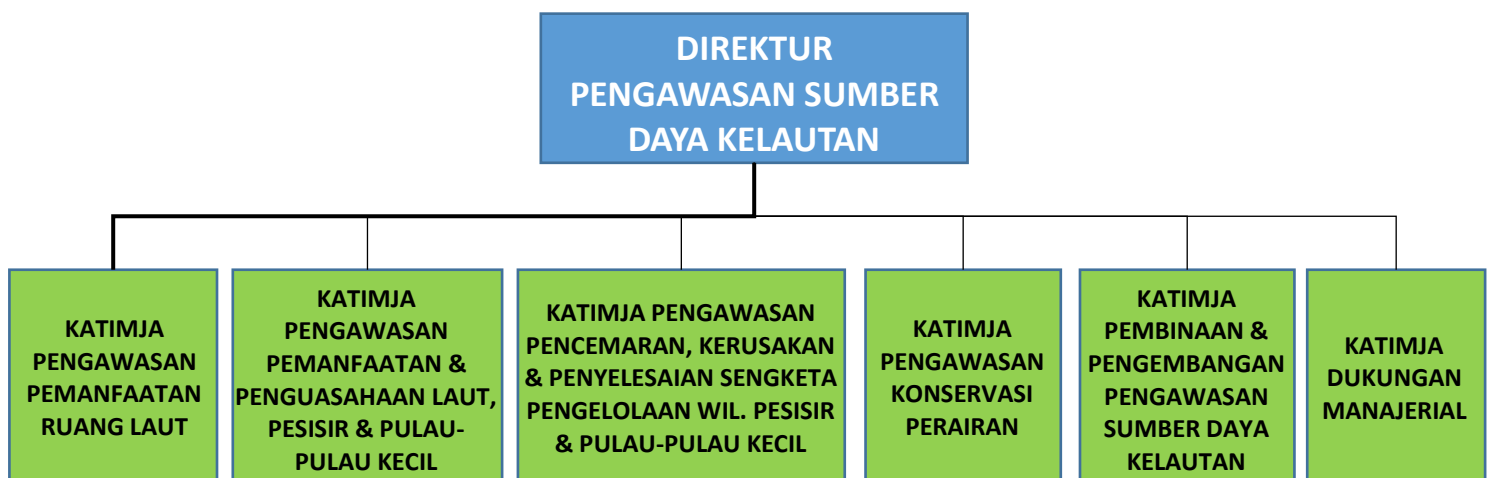 DIREKTUR
PENGAWASAN SUMBER
DAYA KELAUTAN
KATIMJA
PENGAWASAN
PEMANFAATAN
RUANG LAUT
KATIMJA
PENGAWASAN
PEMANFAATAN &
PENGUASAHAAN LAUT,
PESISIR & PULAU-
PULAU KECIL
KATIMJA PENGAWASAN
PENCEMARAN, KERUSAKAN
& PENYELESAIAN SENGKETA
PENGELOLAAN WIL. PESISIR
& PULAU-PULAU KECIL
KATIMJA
PENGAWASAN
KONSERVASI
PERAIRAN
KATIMJA
PEMBINAAN &
PENGEMBANGAN
PENGAWASAN
SUMBER DAYA
KELAUTAN
KATIMJA
DUKUNGAN
MANAJERIAL